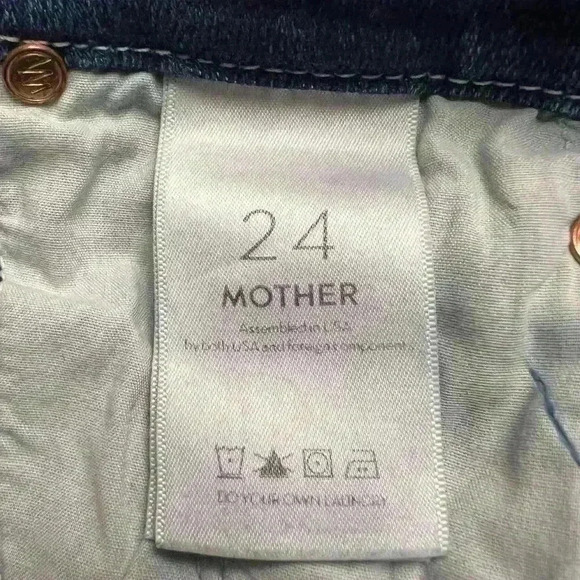 24
MOTHER
Assembled in USA
by both USA and foreign components
DO YOUR OWN LAUNDRY